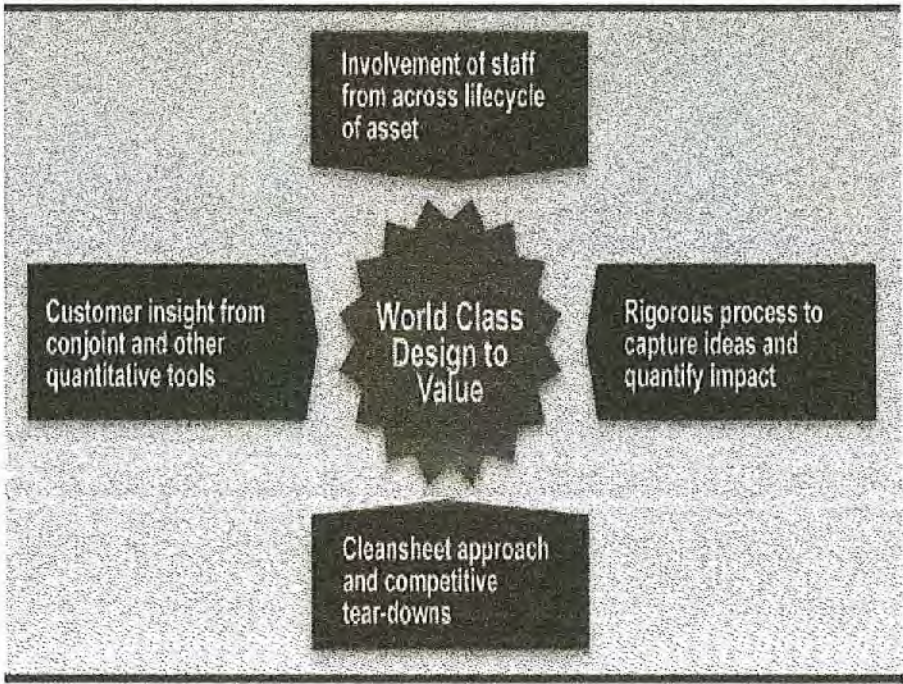 Involvement of staff
from across lifecycle
of asset
Customer insight from
conjoint and other
quantitative tools
World Class
Design to
Value
Rigorous process to
capture ideas and
quantify impact
Cleansheet approach
and competitive
tear-downs